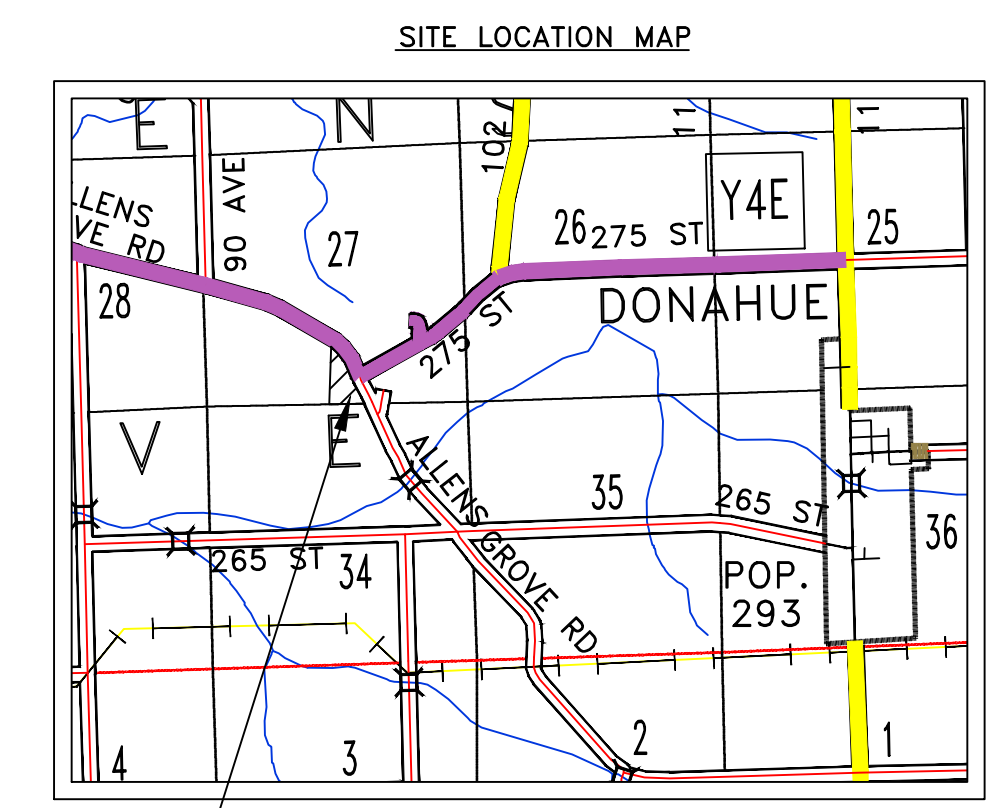 SITE LOCATION MAP
E
N
102
11
11
90 AVE
Y4E
LLENS
VE RD
27
26
275 ST
25
28
DONAHUE
275 ST
V
E
ALLENS GROVE RD
35
265 ST
36
265 ST
34
POP.
293
4
3
2
1